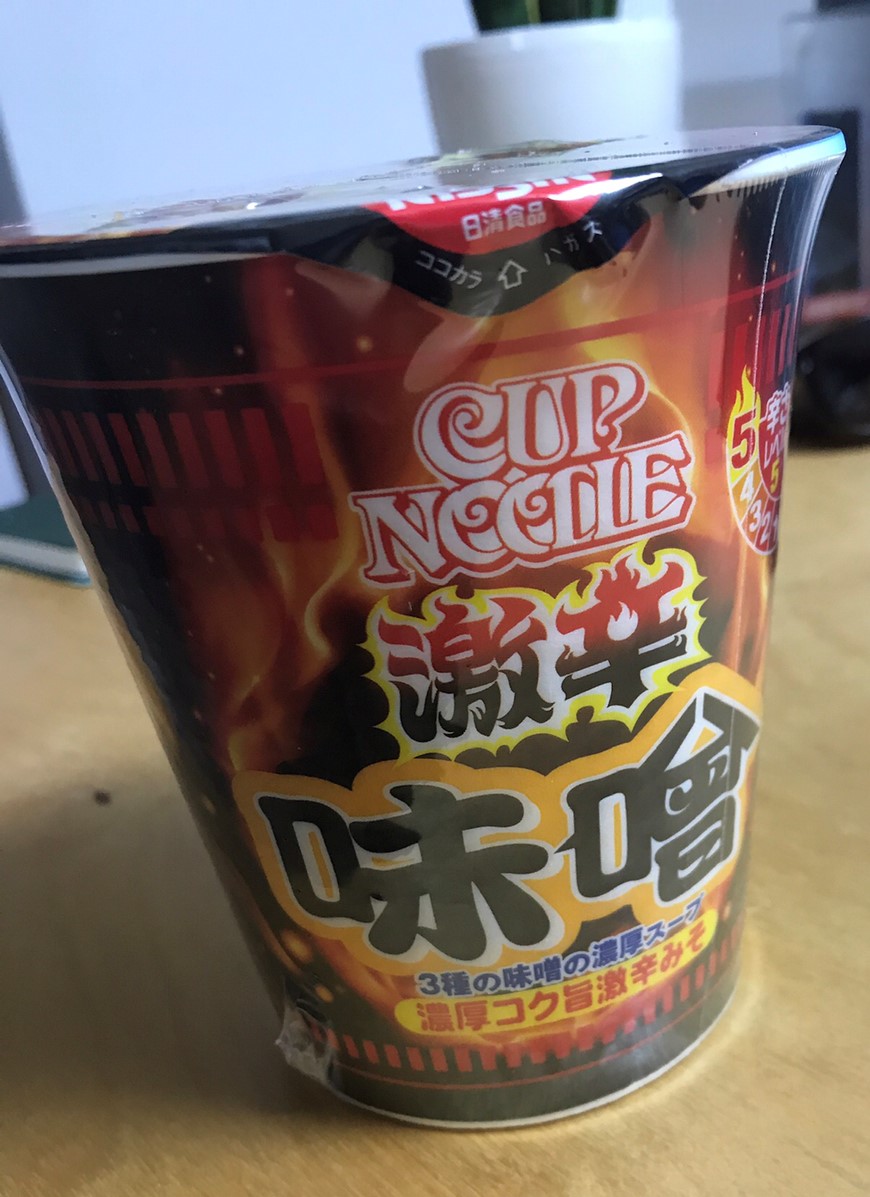 NISSIN
日清食品
ココカラ ハガス
CUP
NOODLE
激辛
味噌
3種の味噌の濃厚スープ
濃厚コク旨激辛みそ
5
4
3
2
5